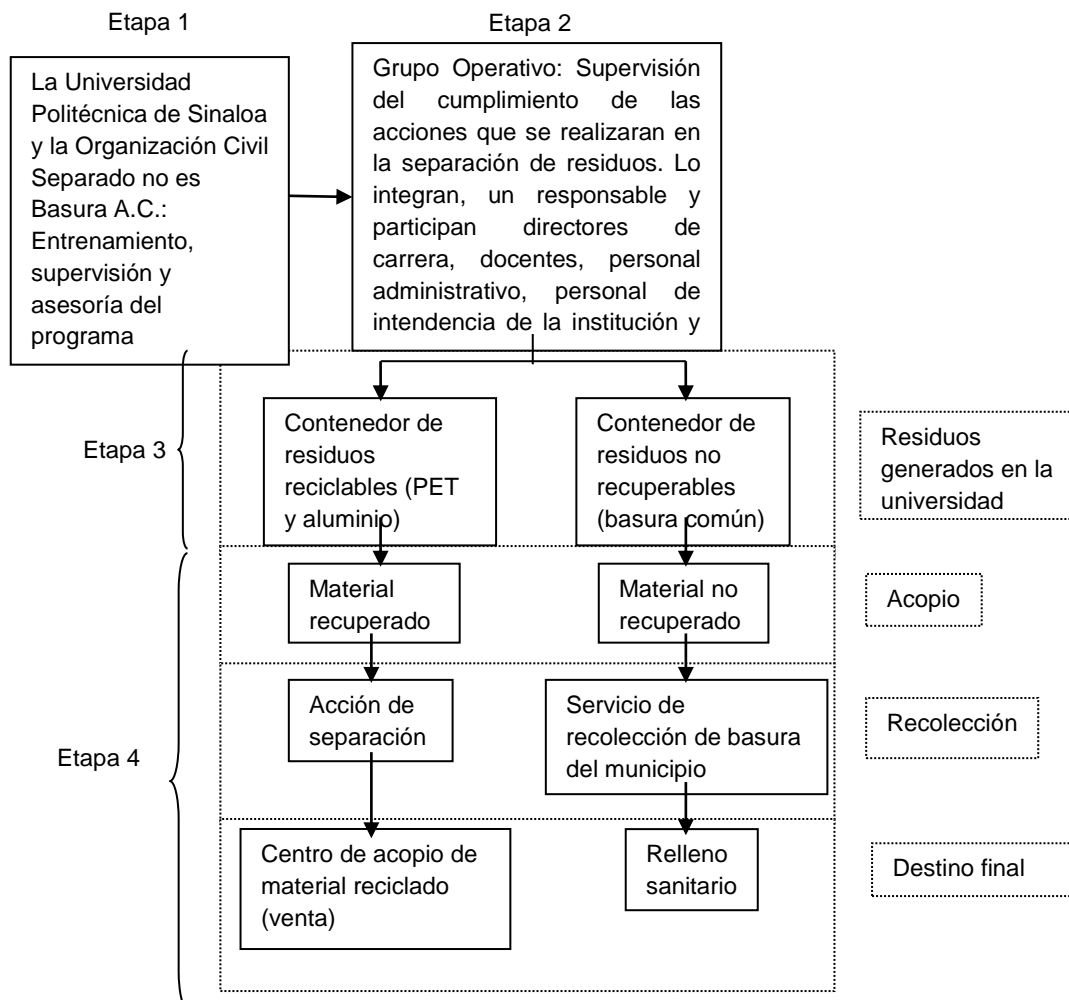 Etapa 1
Etapa 2
La Universidad
Politécnica de Sinaloa
y la Organización Civil
Separado no es
Basura A.C.:
Entrenamiento,
supervisión y
asesoría del
programa
Grupo Operativo: Supervisión
del cumplimiento de las
acciones que se realizaran en
la separación de residuos. Lo
integran, un responsable y
participan directores de
carrera, docentes, personal
administrativo, personal de
intendencia de la institución y
Etapa 3
Contenedor de
residuos
reciclables (PET
y aluminio)
Contenedor de
residuos no
recuperables
(basura común)
Residuos
generados en la
universidad
Etapa 4
Material
recuperado
Material no
recuperado
Acopio
Acción de
separación
Servicio de
recolección de basura
del municipio
Recolección
Centro de acopio de
material reciclado
(venta)
Relleno
sanitario
Destino final